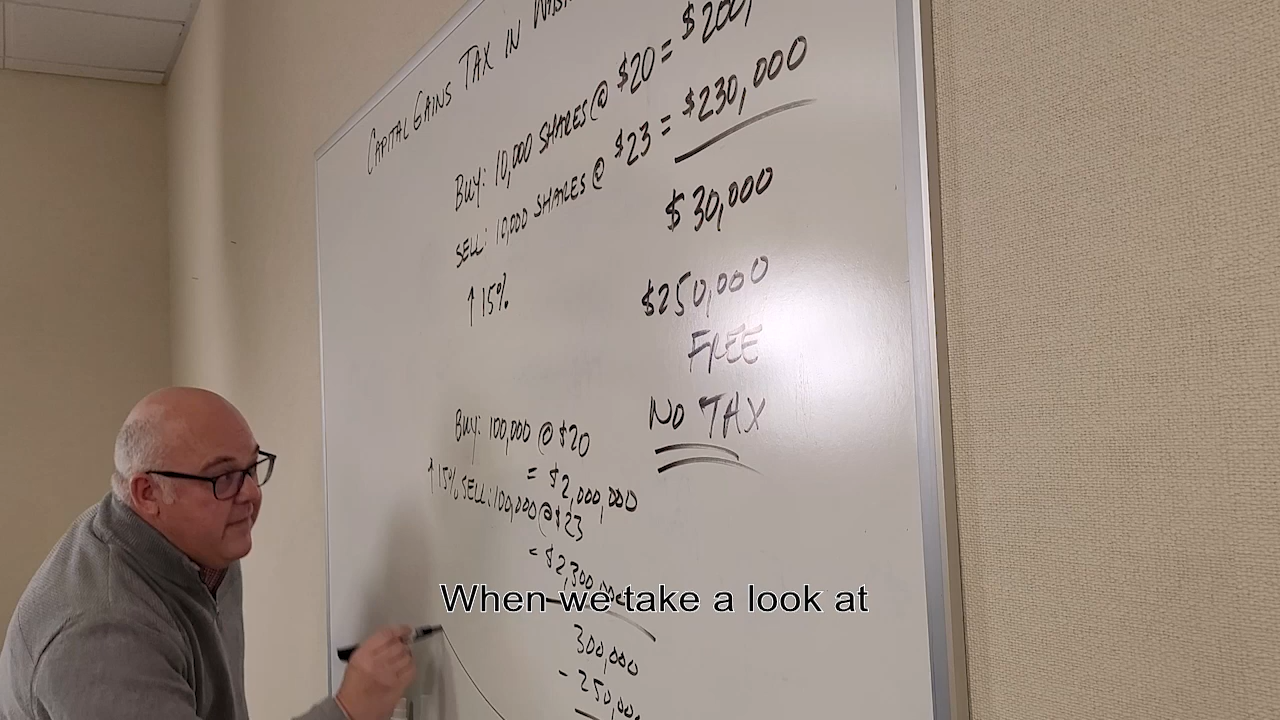 CAPITAL GAINS TAX IN
BUY: 10,000 SHARES @ $20 = $200,
SELL: 10,000 SHARES @ $23 = $230,000
$30,000
↑ 15%
$250,000
FREE
NO TAX
BUY: 100,000 @ $20
= $2,000,000
↑ 15% SELL: 100,000 @ $23
= $2,300,000
300,000
- 250,000
When we take a look at